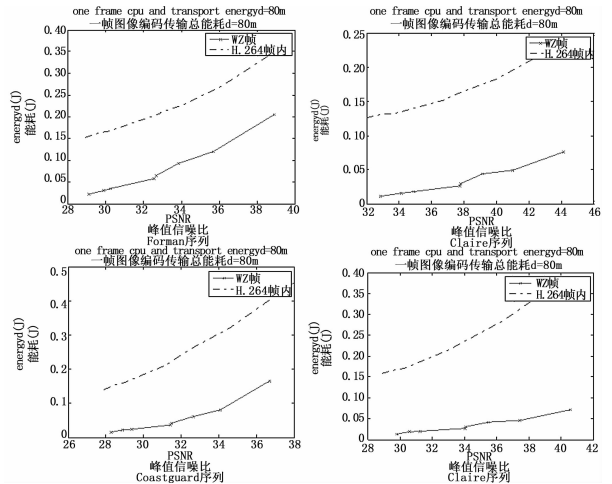 one frame cpu and transport energyd=80m
一帧图像编码传输总能耗d=80m
WZ帧
H.264帧内
energyd(J)
能耗(J)
0.40
0.35
0.30
0.25
0.20
0.15
0.10
0.05
0
28 30 32 34 36 38 40
PSNR
峰值信噪比
Forman序列
one frame cpu and transport energyd=80m
一帧图像编码传输总能耗d=80m
WZ帧
H.264帧内
energyd(J)
能耗(J)
0.25
0.20
0.15
0.10
0.05
0
32 34 36 38 40 42 44 46
PSNR
峰值信噪比
Claire序列
one frame cpu and transport energyd=80m
一帧图像编码传输总能耗d=80m
WZ帧
H.264帧内
energyd(J)
能耗(J)
0.5
0.4
0.3
0.2
0.1
0
26 28 30 32 34 36 38
PSNR
峰值信噪比
Coastguard序列
one frame cpu and transport energyd=80m
一帧图像编码传输总能耗d=80m
WZ帧
H.264帧内
energyd(J)
能耗(J)
0.40
0.35
0.30
0.25
0.20
0.15
0.10
0.05
0
28 30 32 34 36 38 40 42
PSNR
峰值信噪比
Claire序列